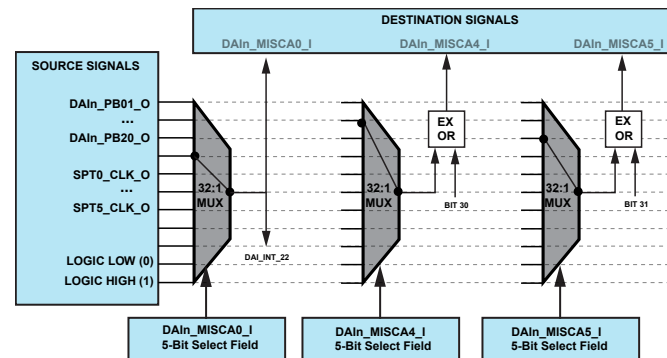 DESTINATION SIGNALS
DAIn_MISCA0_I DAIn_MISCA4_I DAIn_MISCA5_I
SOURCE SIGNALS
DAIn_PB01_O
...
DAIn_PB20_O
SPT0_CLK_O
...
SPT5_CLK_O
LOGIC LOW (0)
LOGIC HIGH (1)
32:1
MUX
DAI_INT_22
32:1
MUX
EX
OR
BIT 30
32:1
MUX
EX
OR
BIT 31
DAIn_MISCA0_I
5-Bit Select Field
DAIn_MISCA4_I
5-Bit Select Field
DAIn_MISCA5_I
5-Bit Select Field